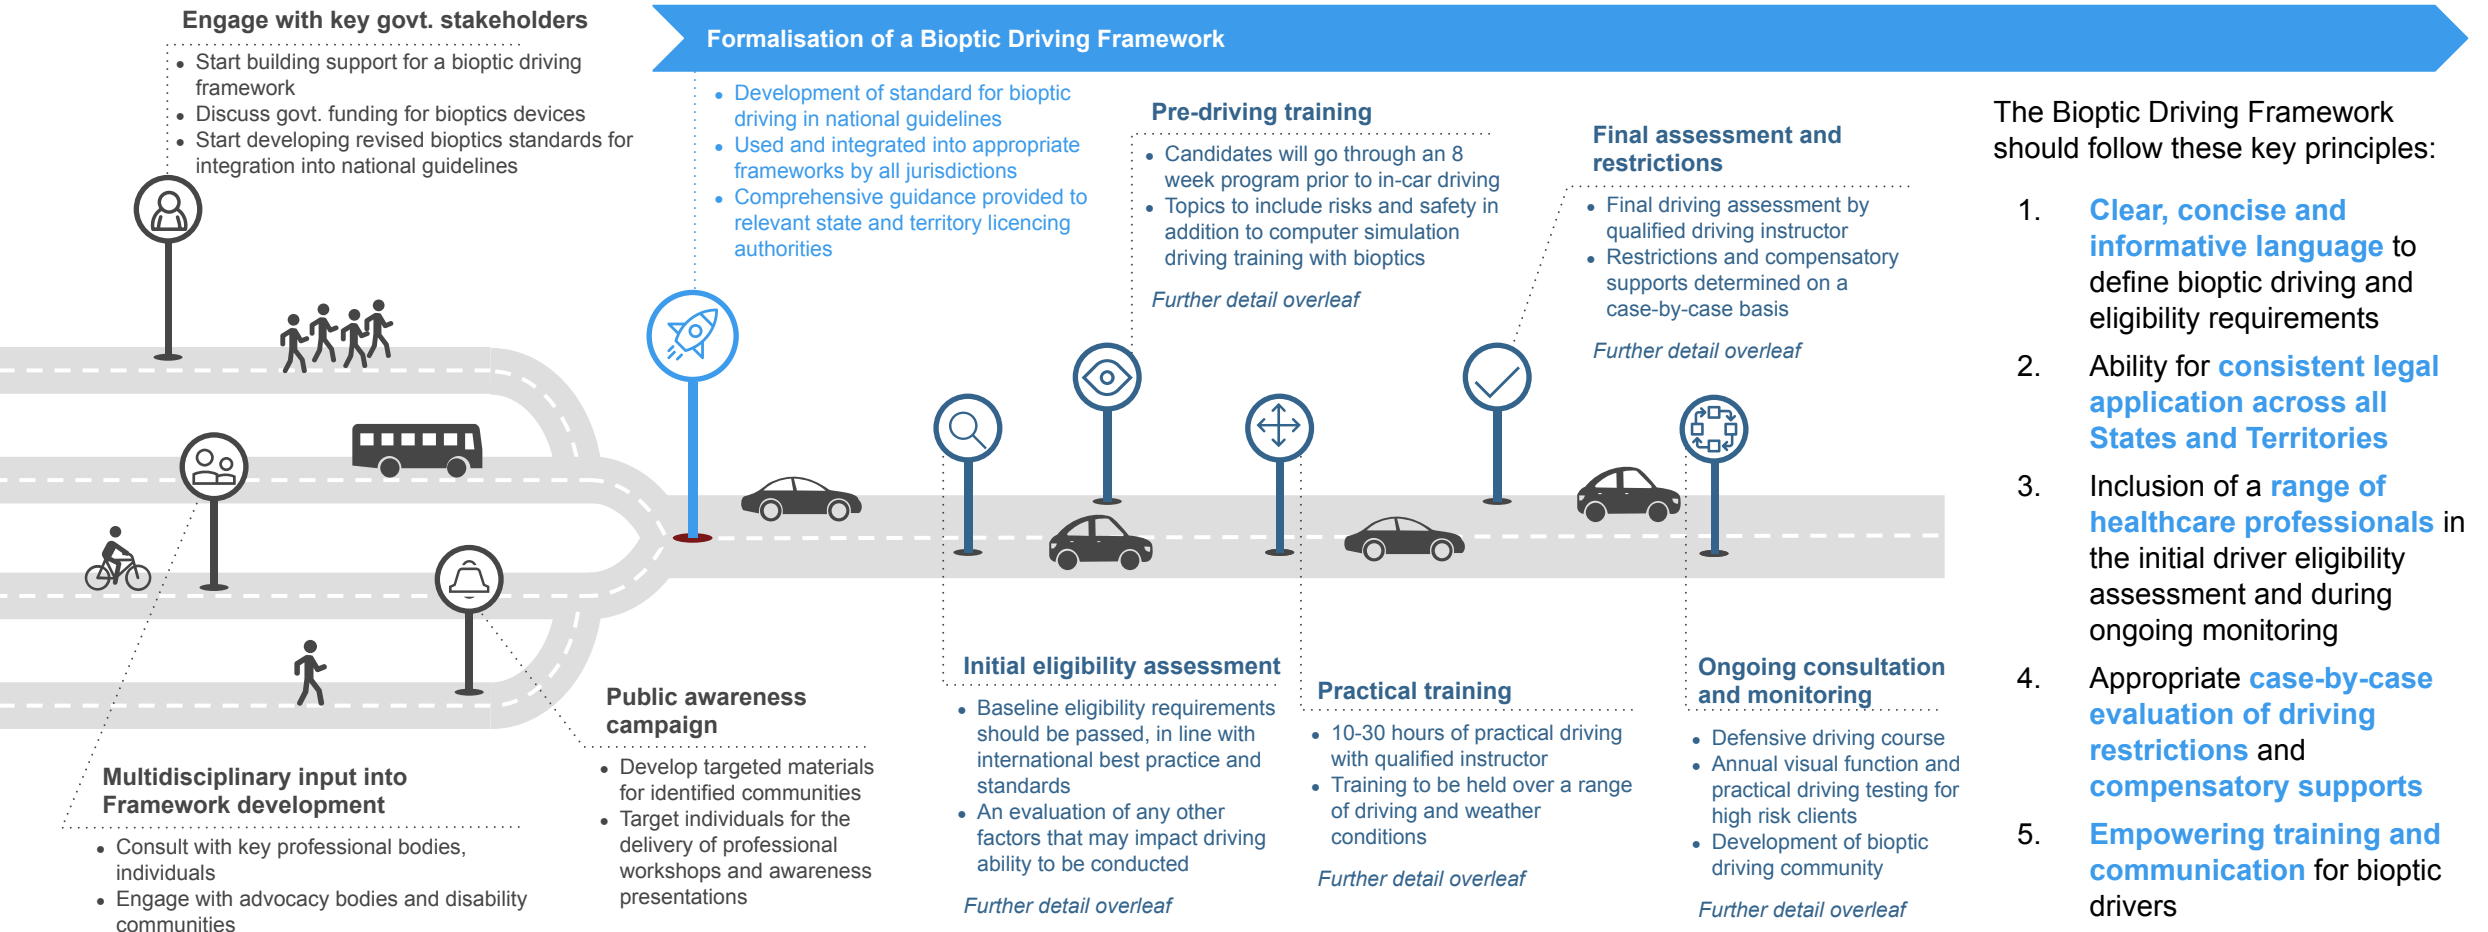 Engage with key govt. stakeholders
• Start building support for a bioptic driving
framework
• Discuss govt. funding for bioptics devices
• Start developing revised bioptics standards for
integration into national guidelines
Formalisation of a Bioptic Driving Framework
• Development of standard for bioptic
driving in national guidelines
• Used and integrated into appropriate
frameworks by all jurisdictions
• Comprehensive guidance provided to
relevant state and territory licencing
authorities
Pre-driving training
• Candidates will go through an 8
week program prior to in-car driving
• Topics to include risks and safety in
addition to computer simulation
driving training with bioptics
Further detail overleaf
Final assessment and
restrictions
• Final driving assessment by
qualified driving instructor
• Restrictions and compensatory
supports determined on a
case-by-case basis
Further detail overleaf
Multidisciplinary input into
Framework development
• Consult with key professional bodies,
individuals
• Engage with advocacy bodies and disability
communities
Public awareness
campaign
• Develop targeted materials
for identified communities
• Target individuals for the
delivery of professional
workshops and awareness
presentations
Initial eligibility assessment
• Baseline eligibility requirements
should be passed, in line with
international best practice and
standards
• An evaluation of any other
factors that may impact driving
ability to be conducted
Further detail overleaf
Practical training
• 10-30 hours of practical driving
with qualified instructor
• Training to be held over a range
of driving and weather
conditions
Further detail overleaf
Ongoing consultation
and monitoring
• Defensive driving course
• Annual visual function and
practical driving testing for
high risk clients
• Development of bioptic
driving community
Further detail overleaf
The Bioptic Driving Framework
should follow these key principles:
1. Clear, concise and
informative language to
define bioptic driving and
eligibility requirements
2. Ability for consistent legal
application across all
States and Territories
3. Inclusion of a range of
healthcare professionals in
the initial driver eligibility
assessment and during
ongoing monitoring
4. Appropriate case-by-case
evaluation of driving
restrictions and
compensatory supports
5. Empowering training and
communication for bioptic
drivers